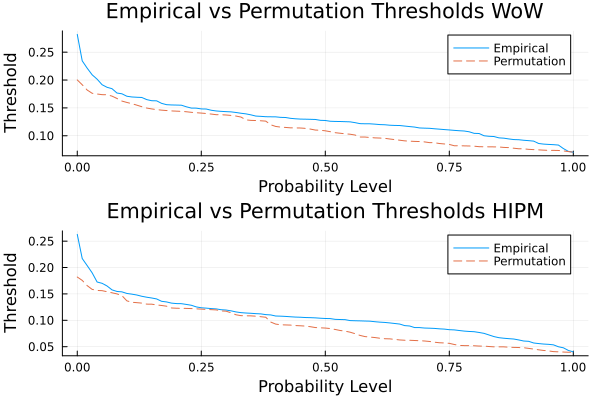 Empirical vs Permutation Thresholds WoW
Threshold
0.25
0.20
0.15
0.10
Empirical
Permutation
0.00 0.25 0.50 0.75 1.00
Probability Level
Empirical vs Permutation Thresholds HIPM
Threshold
0.25
0.20
0.15
0.10
0.05
Empirical
Permutation
0.00 0.25 0.50 0.75 1.00
Probability Level